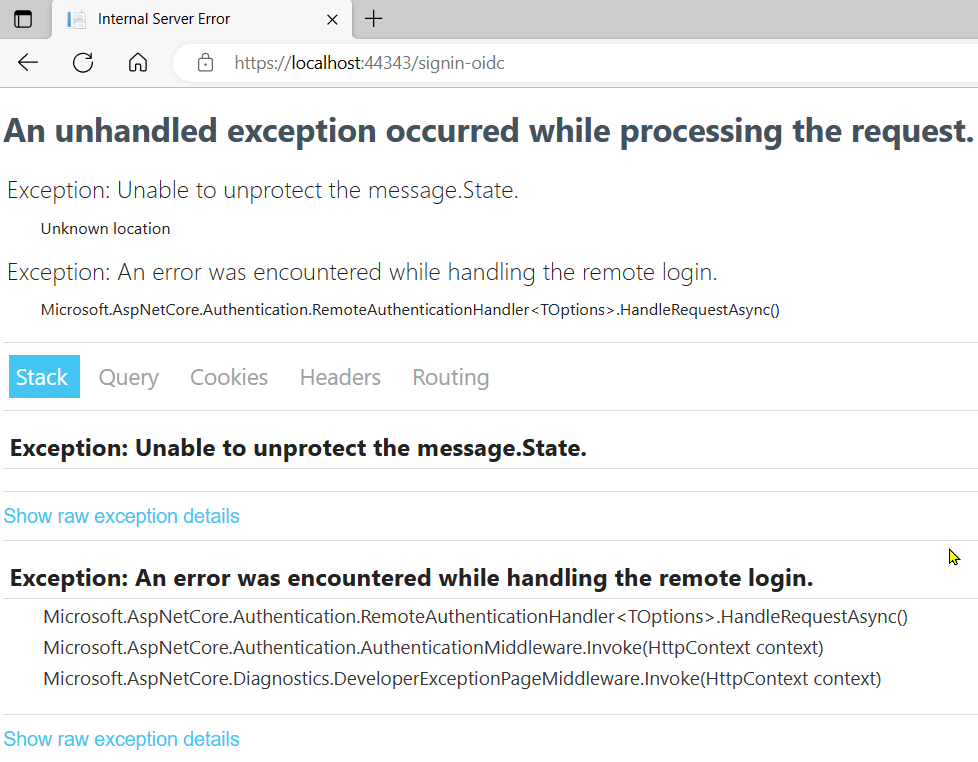 Internal Server Error
https://localhost:44343/signin-oidc
An unhandled exception occurred while processing the request.
Exception: Unable to unprotect the message.State.
Unknown location
Exception: An error was encountered while handling the remote login.
Microsoft.AspNetCore.Authentication.RemoteAuthenticationHandler<TOptions>.HandleRequestAsync()
Stack Query Cookies Headers Routing
Exception: Unable to unprotect the message.State.
Show raw exception details
Exception: An error was encountered while handling the remote login.
Microsoft.AspNetCore.Authentication.RemoteAuthenticationHandler<TOptions>.HandleRequestAsync()
Microsoft.AspNetCore.Authentication.AuthenticationMiddleware.Invoke(HttpContext context)
Microsoft.AspNetCore.Diagnostics.DeveloperExceptionPageMiddleware.Invoke(HttpContext context)
Show raw exception details